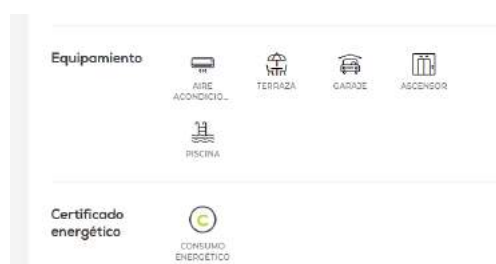 Equipamiento
AIRE
ACONDICIO...
TERRAZA
GARAJE
ASCENSOR
PISCINA
Certificado
energético
C
CONSUMO
ENERGÉTICO